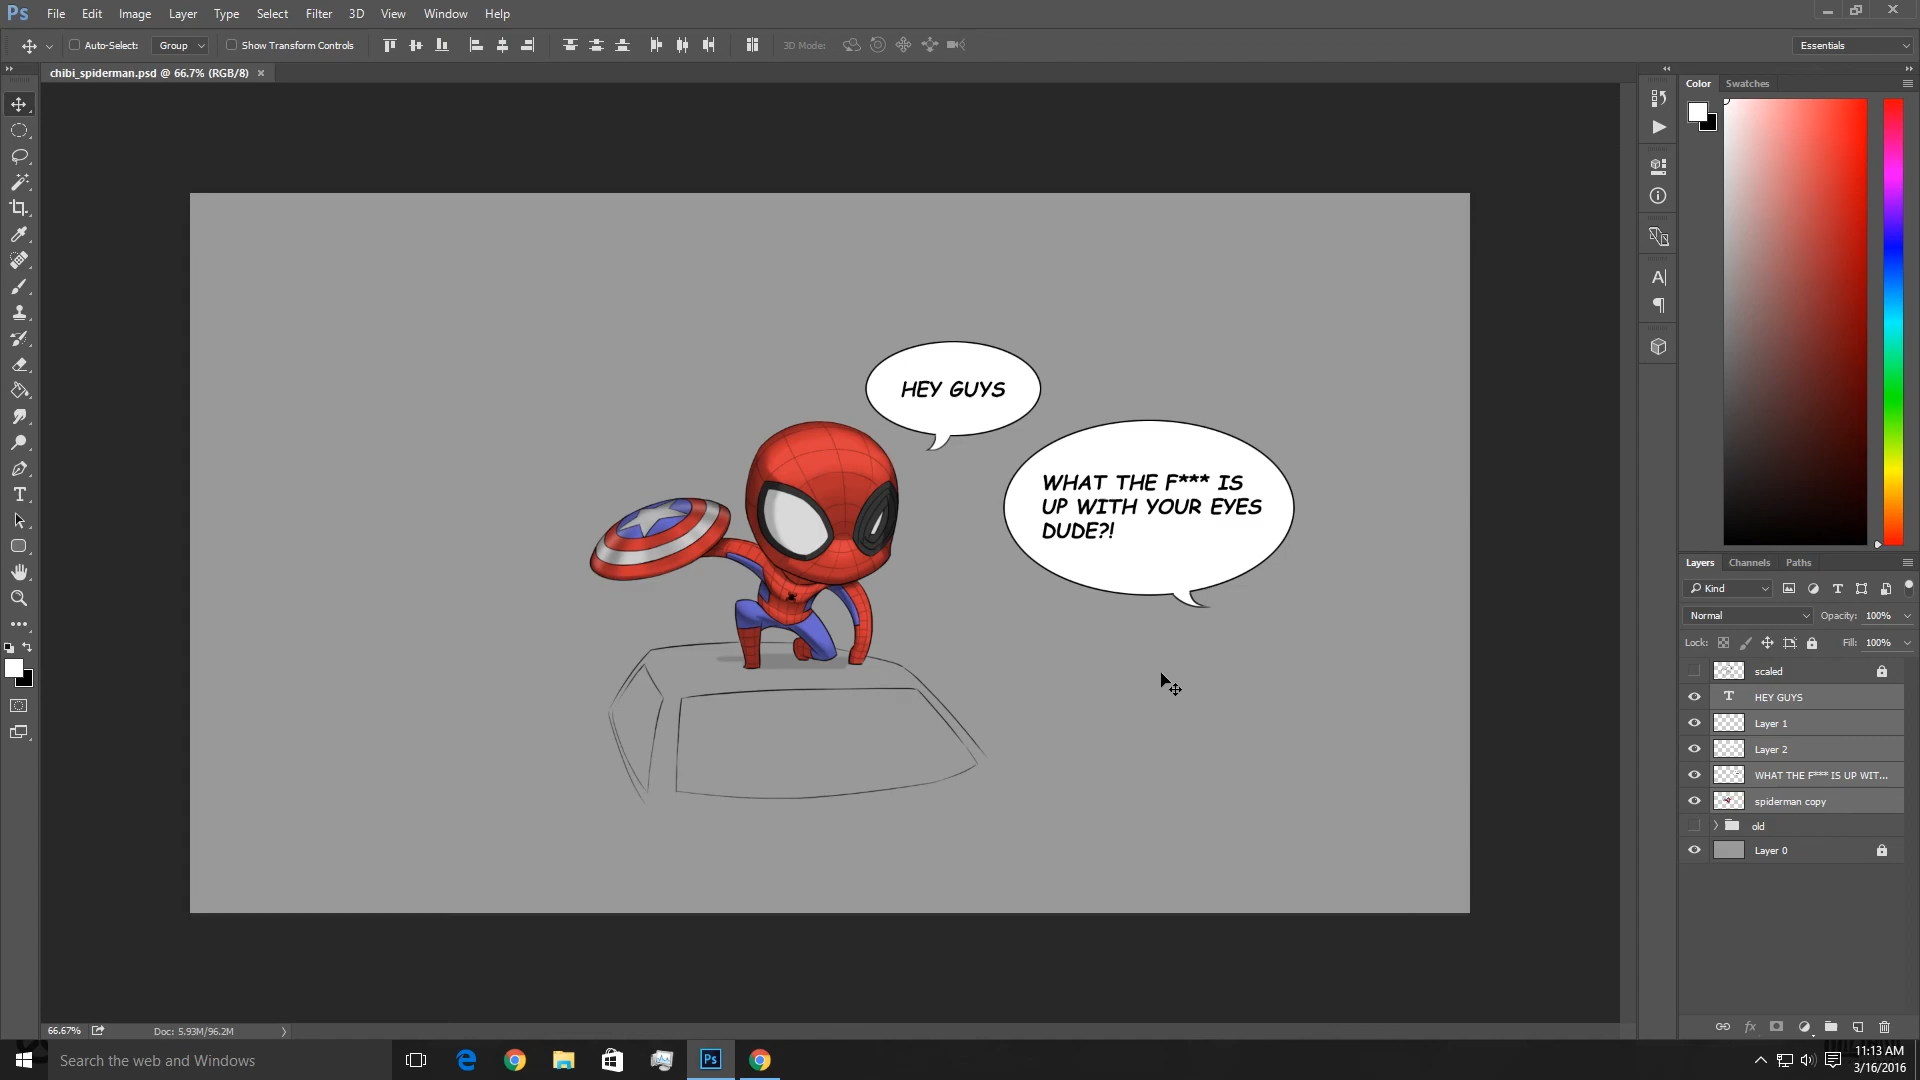 Ps File Edit Image Layer Type Select Filter 3D View Window Help
Auto-Select: Group Show Transform Controls 3D Mode: Essentials
chibi_spiderman.psd @ 66.7% (RGB/8)
Color Swatches
HEY GUYS
WHAT THE F*** IS
UP WITH YOUR EYES
DUDE?!
Layers Channels Paths
Kind
Normal Opacity: 100%
Lock: Fill: 100%
scaled
HEY GUYS
Layer 1
Layer 2
WHAT THE F*** IS UP WIT...
spiderman copy
old
Layer 0
66.67% Doc: 5.93M/96.2M
Search the web and Windows
Ps
11:13 AM
3/16/2016